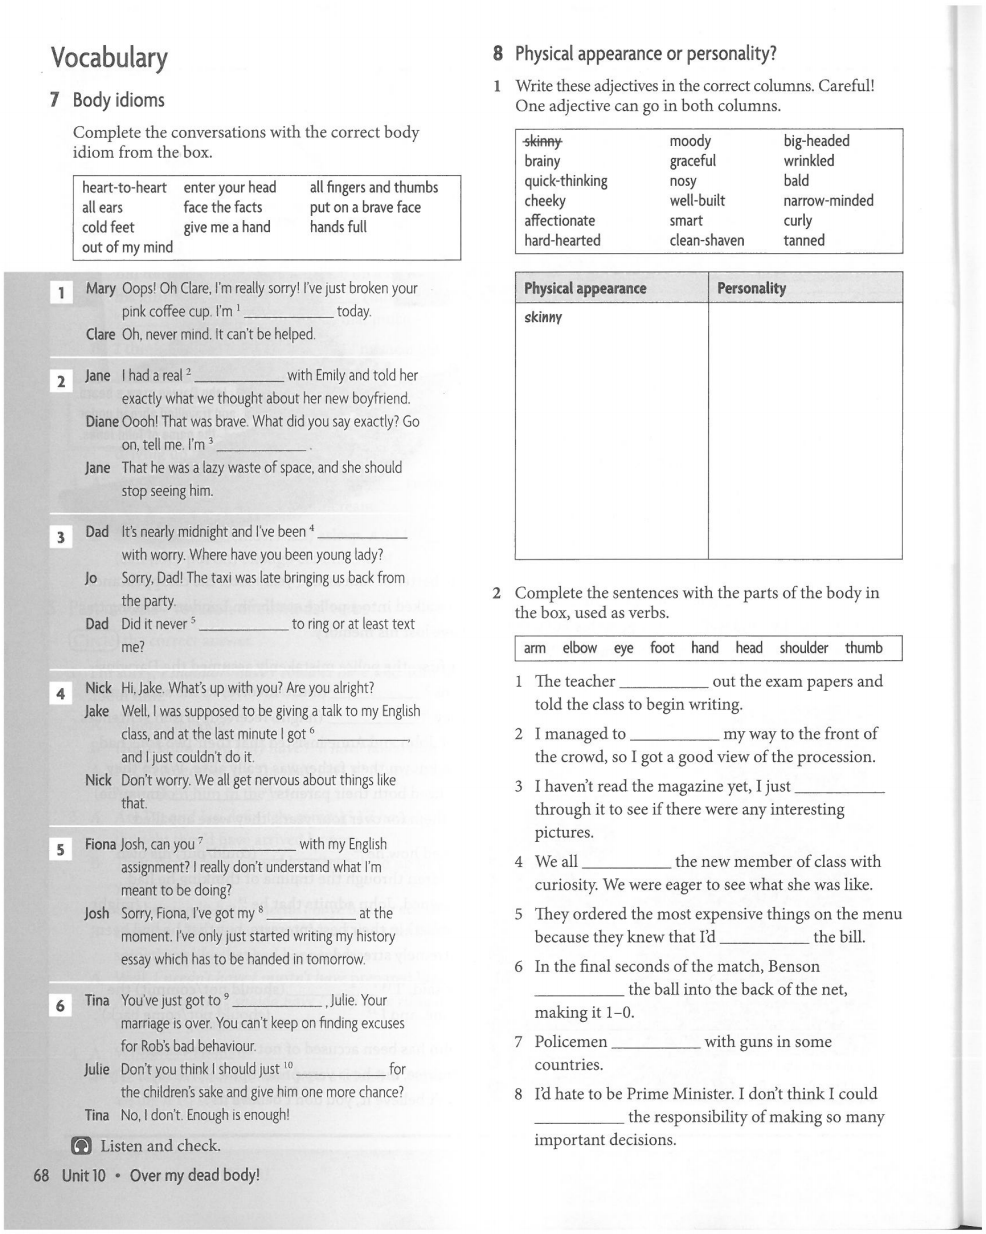 Vocabulary
7 Body idioms
Complete the conversations with the correct body
idiom from the box.
heart-to-heart enter your head all fingers and thumbs
all ears face the facts put on a brave face
cold feet give me a hand hands full
out of my mind
1 Mary Oops! Oh Clare, I'm really sorry! I've just broken your
pink coffee cup. I'm 1 ____________ today.
Clare Oh, never mind. It can't be helped.
2 Jane I had a real 2 ____________ with Emily and told her
exactly what we thought about her new boyfriend.
Diane Oooh! That was brave. What did you say exactly? Go
on, tell me. I'm 3 ____________ .
Jane That he was a lazy waste of space, and she should
stop seeing him.
3 Dad It's nearly midnight and I've been 4 ____________
with worry. Where have you been young lady?
Jo Sorry, Dad! The taxi was late bringing us back from
the party.
Dad Did it never 5 ____________ to ring or at least text
me?
4 Nick Hi, Jake. What's up with you? Are you alright?
Jake Well, I was supposed to be giving a talk to my English
class, and at the last minute I got 6 ____________,
and I just couldn't do it.
Nick Don't worry. We all get nervous about things like
that.
5 Fiona Josh, can you 7 ____________ with my English
assignment? I really don't understand what I'm
meant to be doing?
Josh Sorry, Fiona, I've got my 8 ____________ at the
moment. I've only just started writing my history
essay which has to be handed in tomorrow.
6 Tina You've just got to 9 ____________ , Julie. Your
marriage is over. You can't keep on finding excuses
for Rob's bad behaviour.
Julie Don't you think I should just 10 ____________ for
the children's sake and give him one more chance?
Tina No, I don't. Enough is enough!
Listen and check.
68 Unit 10 • Over my dead body!
8 Physical appearance or personality?
1 Write these adjectives in the correct columns. Careful!
One adjective can go in both columns.
skinny moody big-headed
brainy graceful wrinkled
quick-thinking nosy bald
cheeky well-built narrow-minded
affectionate smart curly
hard-hearted clean-shaven tanned
Physical appearance Personality
skinny
2 Complete the sentences with the parts of the body in
the box, used as verbs.
arm elbow eye foot hand head shoulder thumb
1 The teacher ____________ out the exam papers and
told the class to begin writing.
2 I managed to ____________ my way to the front of
the crowd, so I got a good view of the procession.
3 I haven't read the magazine yet, I just ____________
through it to see if there were any interesting
pictures.
4 We all ____________ the new member of class with
curiosity. We were eager to see what she was like.
5 They ordered the most expensive things on the menu
because they knew that I'd ____________ the bill.
6 In the final seconds of the match, Benson
____________ the ball into the back of the net,
making it 1–0.
7 Policemen ____________ with guns in some
countries.
8 I'd hate to be Prime Minister. I don't think I could
____________ the responsibility of making so many
important decisions.